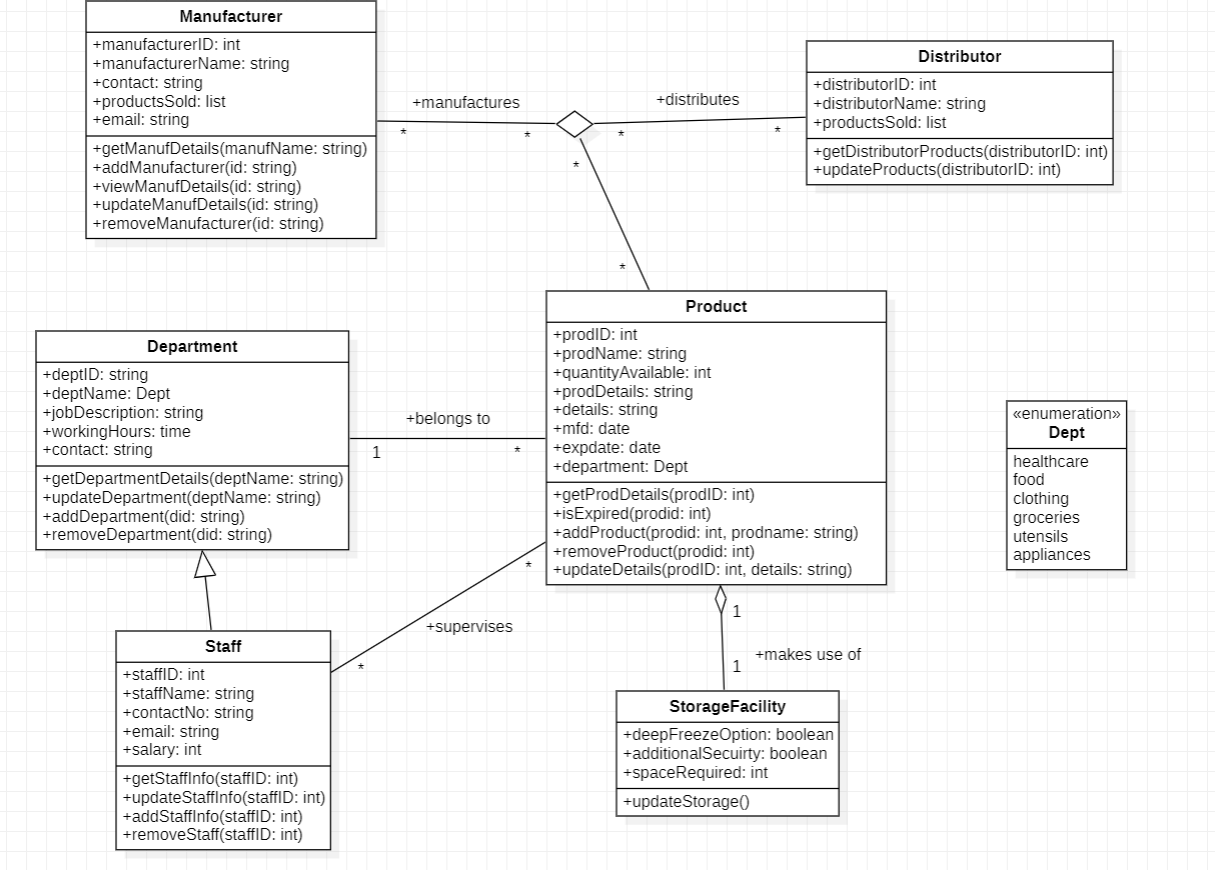 Manufacturer
+manufacturerID: int
+manufacturerName: string
+contact: string
+productsSold: list
+email: string
+getManufDetails(manufName: string)
+addManufacturer(id: string)
+viewManufDetails(id: string)
+updateManufDetails(id: string)
+removeManufacturer(id: string)
+manufactures
*
*
+distributes
*
*
*
*
Distributor
+distributorID: int
+distributorName: string
+productsSold: list
+getDistributorProducts(distributorID: int)
+updateProducts(distributorID: int)
Department
+deptID: string
+deptName: Dept
+jobDescription: string
+workingHours: time
+contact: string
+getDepartmentDetails(deptName: string)
+updateDepartment(deptName: string)
+addDepartment(did: string)
+removeDepartment(did: string)
+belongs to
1
*
Product
+prodID: int
+prodName: string
+quantityAvailable: int
+prodDetails: string
+details: string
+mfd: date
+expdate: date
+department: Dept
+getProdDetails(prodID: int)
+isExpired(prodid: int)
+addProduct(prodid: int, prodname: string)
+removeProduct(prodid: int)
+updateDetails(prodID: int, details: string)
«enumeration»
Dept
healthcare
food
clothing
groceries
utensils
appliances
*
+supervises
*
1
1
+makes use of
Staff
+staffID: int
+staffName: string
+contactNo: string
+email: string
+salary: int
+getStaffInfo(staffID: int)
+updateStaffInfo(staffID: int)
+addStaffInfo(staffID: int)
+removeStaff(staffID: int)
StorageFacility
+deepFreezeOption: boolean
+additionalSecuirty: boolean
+spaceRequired: int
+updateStorage()